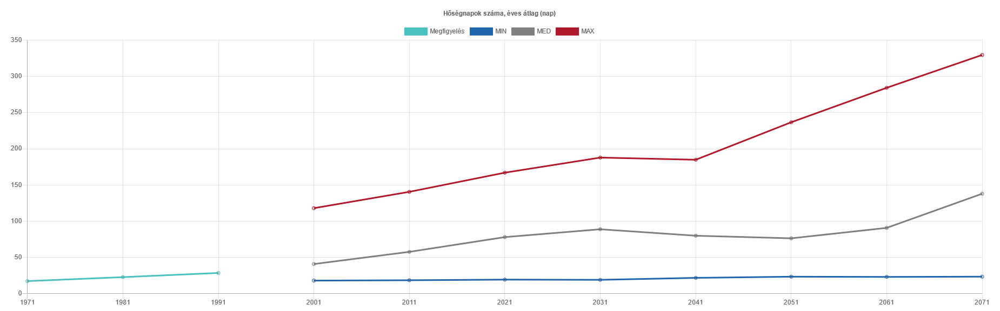 Hőségnapok száma, éves átlag (nap)
Megfigyelés MIN MED MAX
350
300
250
200
150
100
50
0
1971 1981 1991 2001 2011 2021 2031 2041 2051 2061 2071